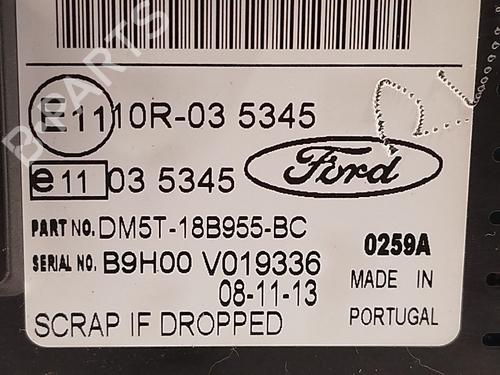 E11 10R-03 5345
e11 03 5345
Ford
PART NO. DM5T-18B955-BC
SERIAL NO. B9H00 V019336
08-11-13
SCRAP IF DROPPED
0259A
MADE IN
PORTUGAL
B-PARTS